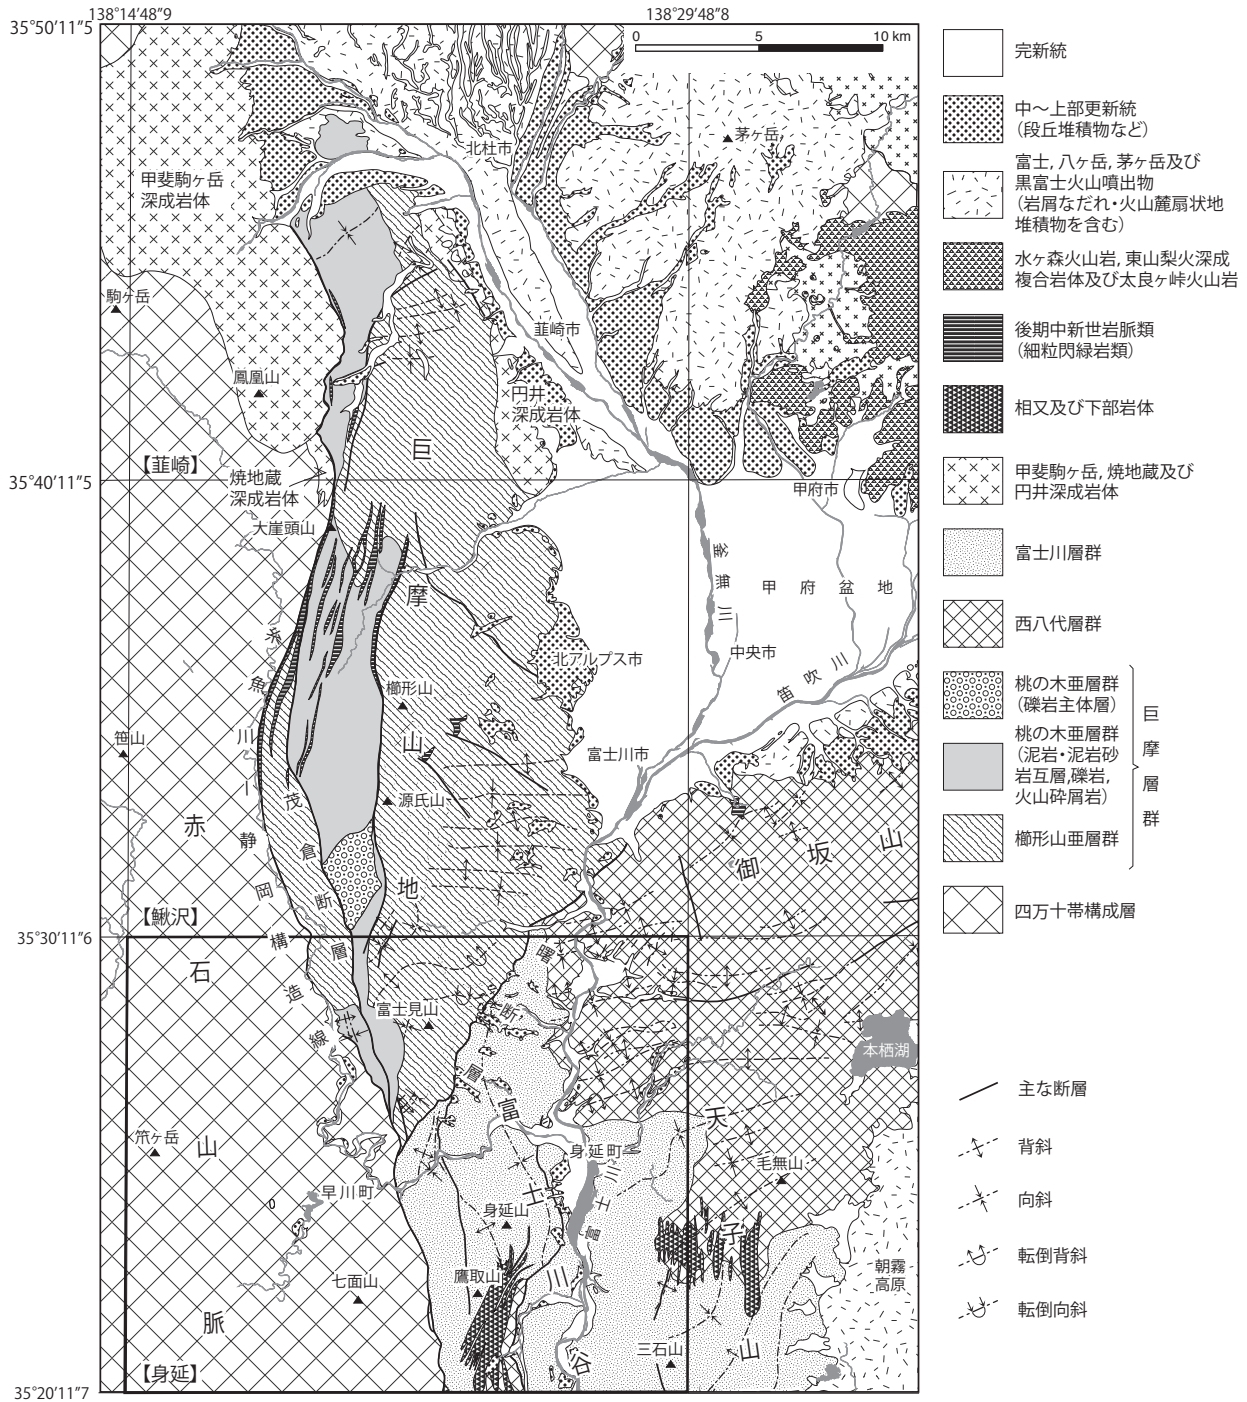 138°14′48″9
138°29′48″8
35°50′11″5
0
5
10 km
完新統
中〜上部更新統
(段丘堆積物など)
富士, 八ヶ岳, 茅ヶ岳及び
黒富士火山噴出物
(岩屑なだれ・火山麓扇状地
堆積物を含む)
水ヶ森火山岩, 東山梨火深成
複合岩体及び太良ヶ峠火山岩
後期中新世岩脈類
(細粒閃緑岩類)
相又及び下部岩体
甲斐駒ヶ岳, 焼地蔵及び
円井深成岩体
富士川層群
西八代層群
桃の木亜層群
(礫岩主体層)
桃の木亜層群
(泥岩・泥岩砂
岩互層,礫岩,
火山砕屑岩)
櫛形山亜層群
巨摩層群
四万十帯構成層
主な断層
背斜
向斜
転倒背斜
転倒向斜
茅ヶ岳
北杜市
甲斐駒ヶ岳
深成岩体
駒ヶ岳
韮崎市
鳳凰山
円井
深成岩体
【韮崎】
焼地蔵
深成岩体
35°40′11″5
甲府市
大崖頭山
釜無川
甲府盆地
北アルプス市
中央市
笛吹川
櫛形山
笹山
富士川市
源氏山
巨摩山地
糸魚川ー静岡構造線
茂倉断層
御坂山
【鰍沢】
35°30′11″6
曙断層
富士見山
本栖湖
身延町
毛無山
笊ヶ岳
早川町
身延山
富士川
富士川谷
天子山
朝霧
高原
七面山
鷹取山
三石山
赤石山脈
【身延】
35°20′11″7